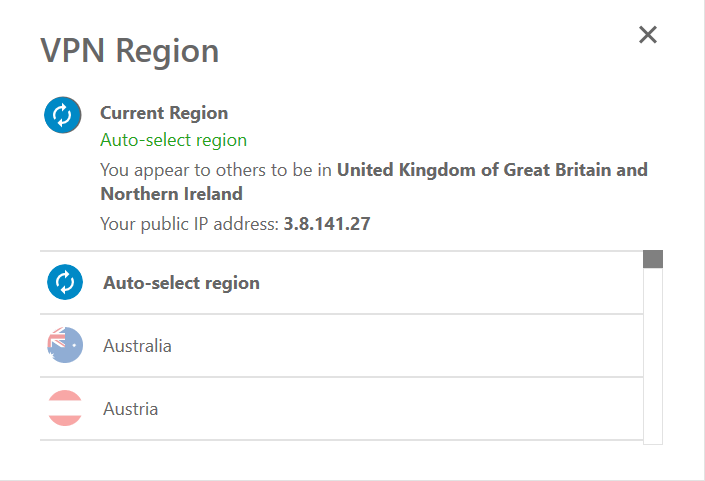 VPN Region
Current Region
Auto-select region
You appear to others to be in United Kingdom of Great Britain and
Northern Ireland
Your public IP address: 3.8.141.27
Auto-select region
Australia
Austria